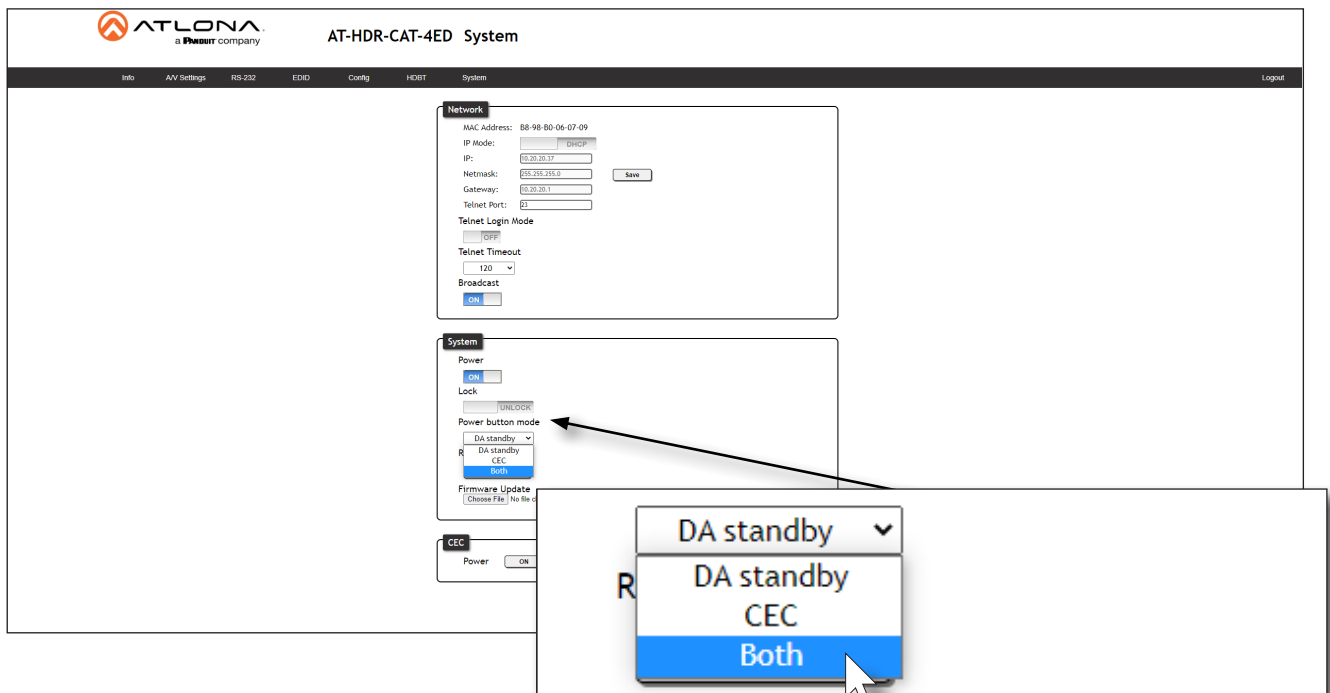 ATLONA.
a PANDUIT company
AT-HDR-CAT-4ED System
Info A/V Settings RS-232 EDID Config HDBT System Logout
Network
MAC Address: B8-98-B0-06-07-09
IP Mode: DHCP
IP: 10.20.20.37
Netmask: 255.255.255.0 Save
Gateway: 10.20.20.1
Telnet Port: 23
Telnet Login Mode
OFF
Telnet Timeout
120
Broadcast
ON
System
Power
ON
Lock
UNLOCK
Power button mode
DA standby
R DA standby
CEC
Both
Firmware Update
Choose File No file c
CEC
Power ON
DA standby
R DA standby
CEC
Both